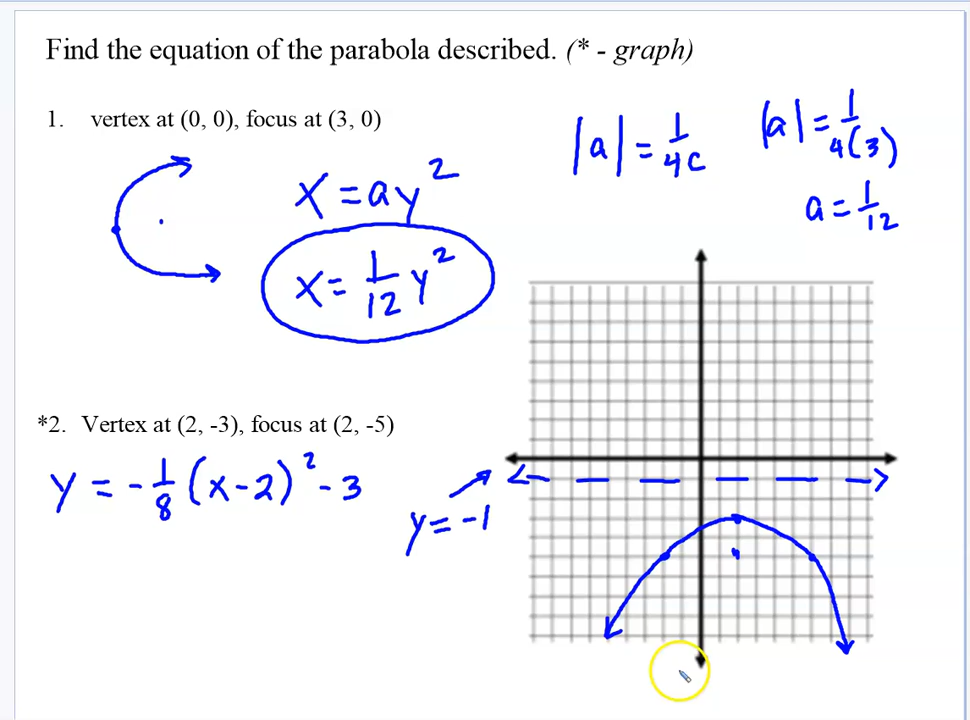 Find the equation of the parabola described. (* - graph)
1. vertex at (0, 0), focus at (3, 0)
|a| = 1/4c
|a| = 1/4(3)
a = 1/12
x = ay²
x = 1/12 y²
*2. Vertex at (2, -3), focus at (2, -5)
y = -1/8 (x-2)² - 3
y = -1